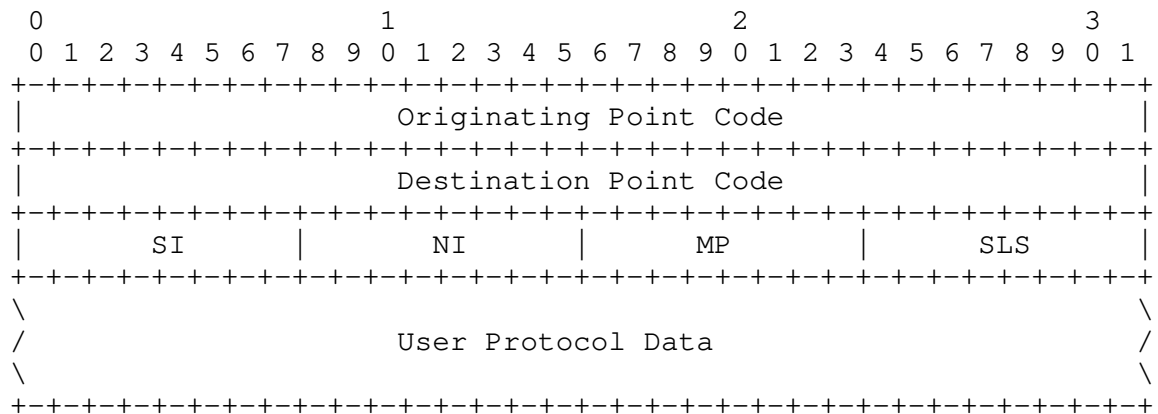 0                   1                   2                   3
 0 1 2 3 4 5 6 7 8 9 0 1 2 3 4 5 6 7 8 9 0 1 2 3 4 5 6 7 8 9 0 1
+-+-+-+-+-+-+-+-+-+-+-+-+-+-+-+-+-+-+-+-+-+-+-+-+-+-+-+-+-+-+-+-+
|                     Originating Point Code                    |
+-+-+-+-+-+-+-+-+-+-+-+-+-+-+-+-+-+-+-+-+-+-+-+-+-+-+-+-+-+-+-+-+
|                     Destination Point Code                    |
+-+-+-+-+-+-+-+-+-+-+-+-+-+-+-+-+-+-+-+-+-+-+-+-+-+-+-+-+-+-+-+-+
|       SI      |       NI      |      MP       |      SLS      |
+-+-+-+-+-+-+-+-+-+-+-+-+-+-+-+-+-+-+-+-+-+-+-+-+-+-+-+-+-+-+-+-+
\                                                               \
/                     User Protocol Data                        /
\                                                               \
+-+-+-+-+-+-+-+-+-+-+-+-+-+-+-+-+-+-+-+-+-+-+-+-+-+-+-+-+-+-+-+-+